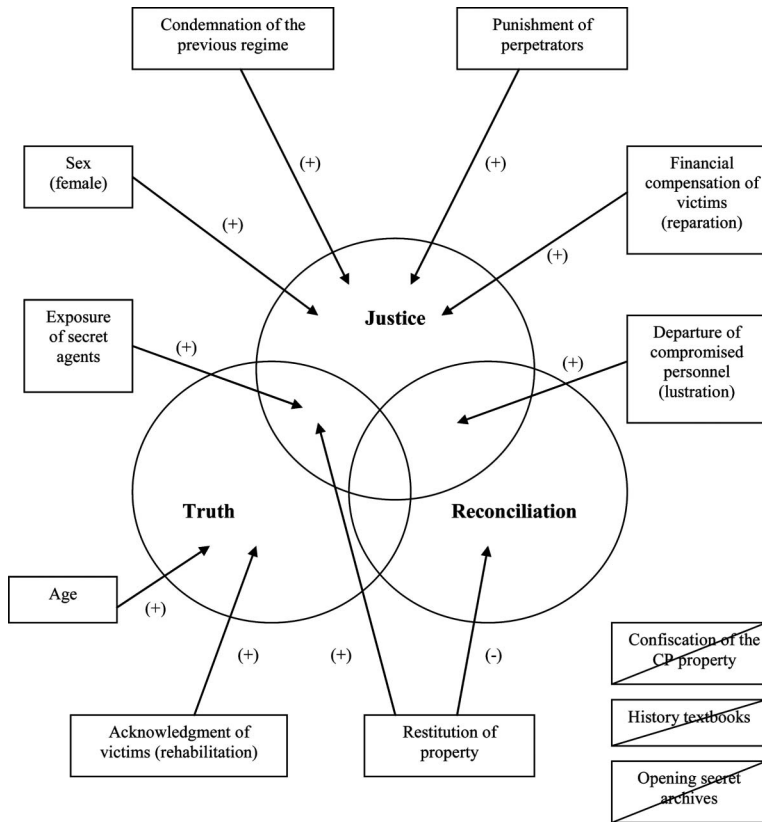 Condemnation of the
previous regime
Punishment of
perpetrators
(+)
(+)
Sex
(female)
(+)
Financial
compensation of
victims
(reparation)
(+)
Justice
Exposure
of secret
agents
(+)
Departure of
compromised
personnel
(lustration)
(+)
Truth
Reconciliation
Age
(+)
(+)
(+)
(-)
Acknowledgment of
victims (rehabilitation)
Restitution of
property
Confiscation of the
CP property
History textbooks
Opening secret
archives